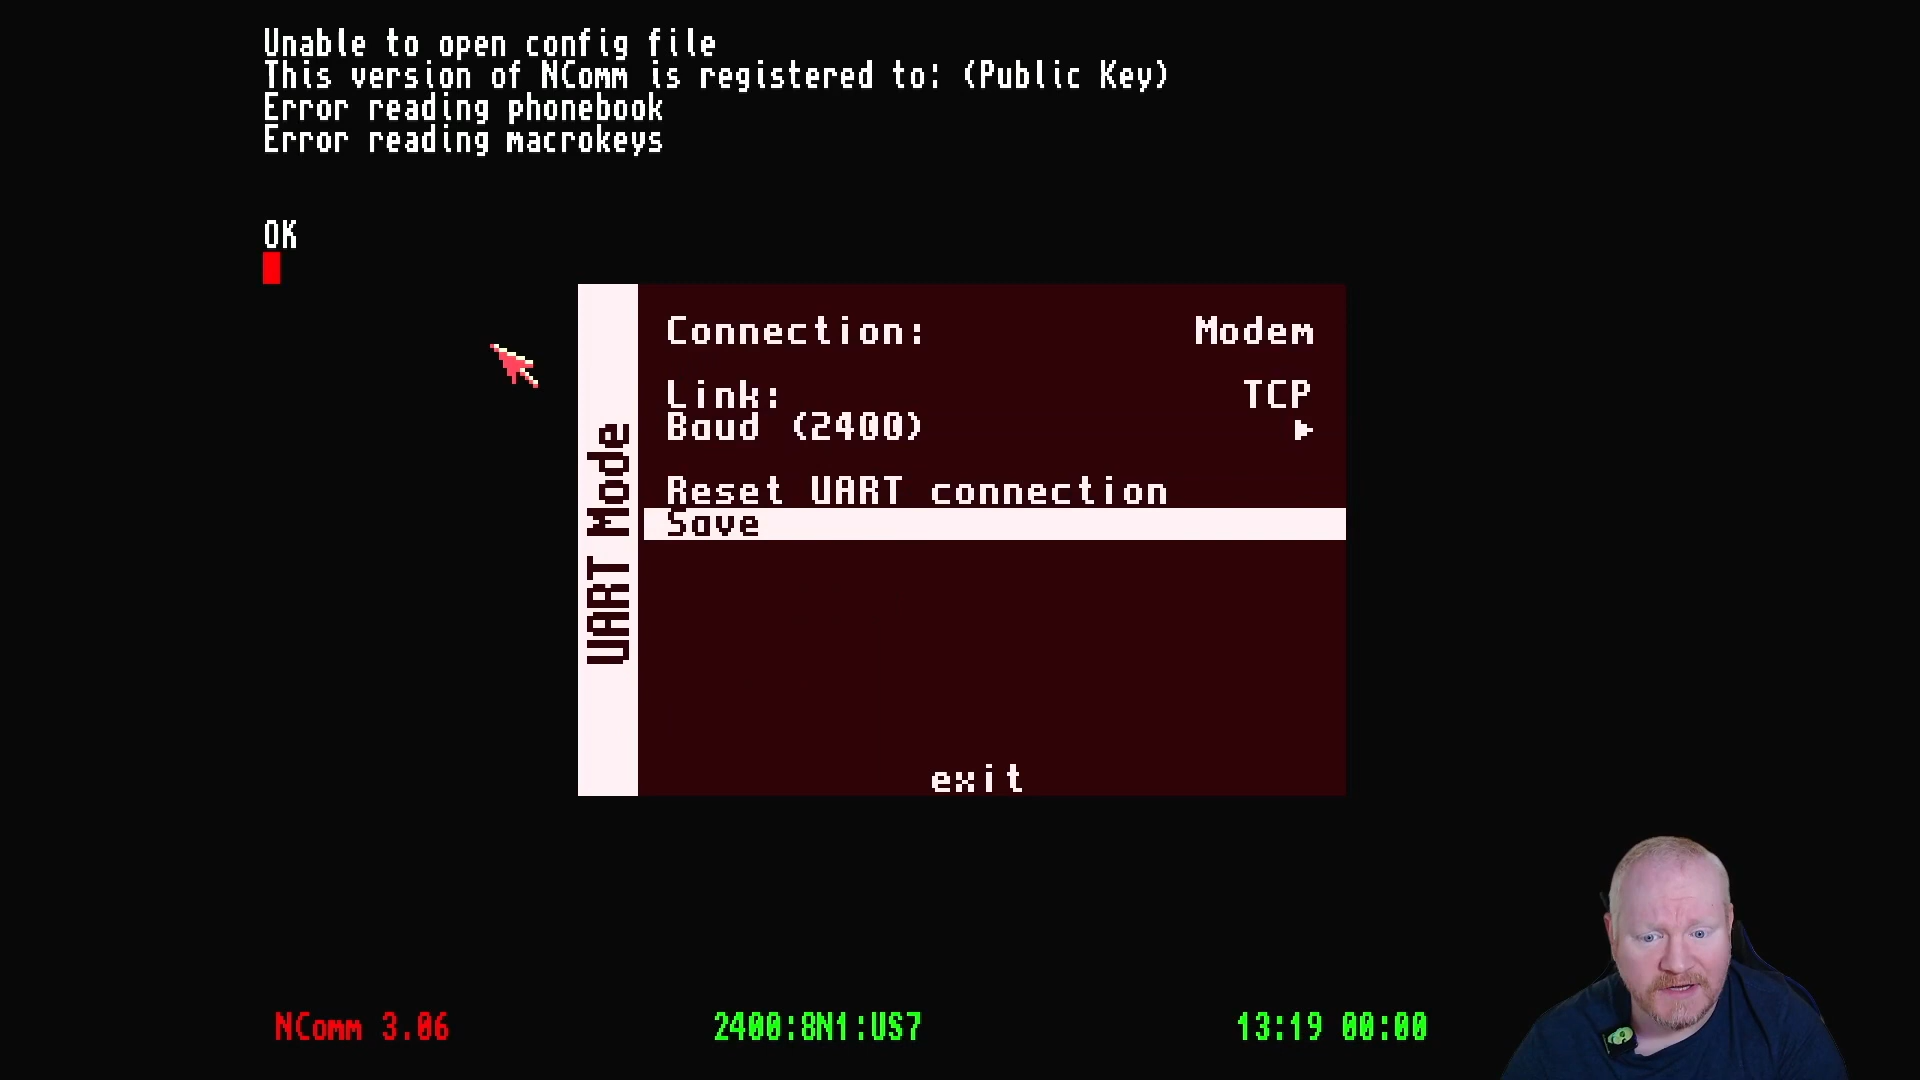 Unable to open config file
This version of NComm is registered to: (Public Key)
Error reading phonebook
Error reading macrokeys
OK
UART Mode
Connection: Modem
Link: TCP
Baud (2400) ►
Reset UART connection
Save
exit
NComm 3.06 2400:8N1:US7 13:19 00:00